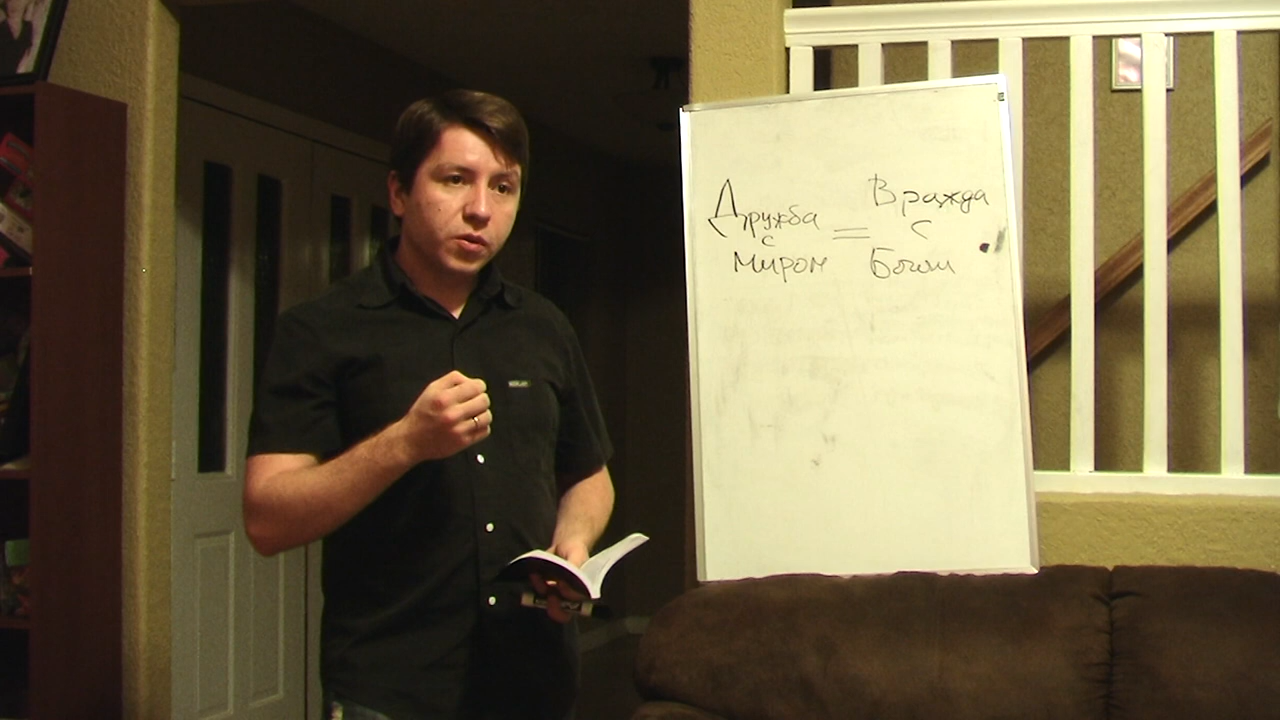 Дружба
с
миром
=
Вражда
с
Богом